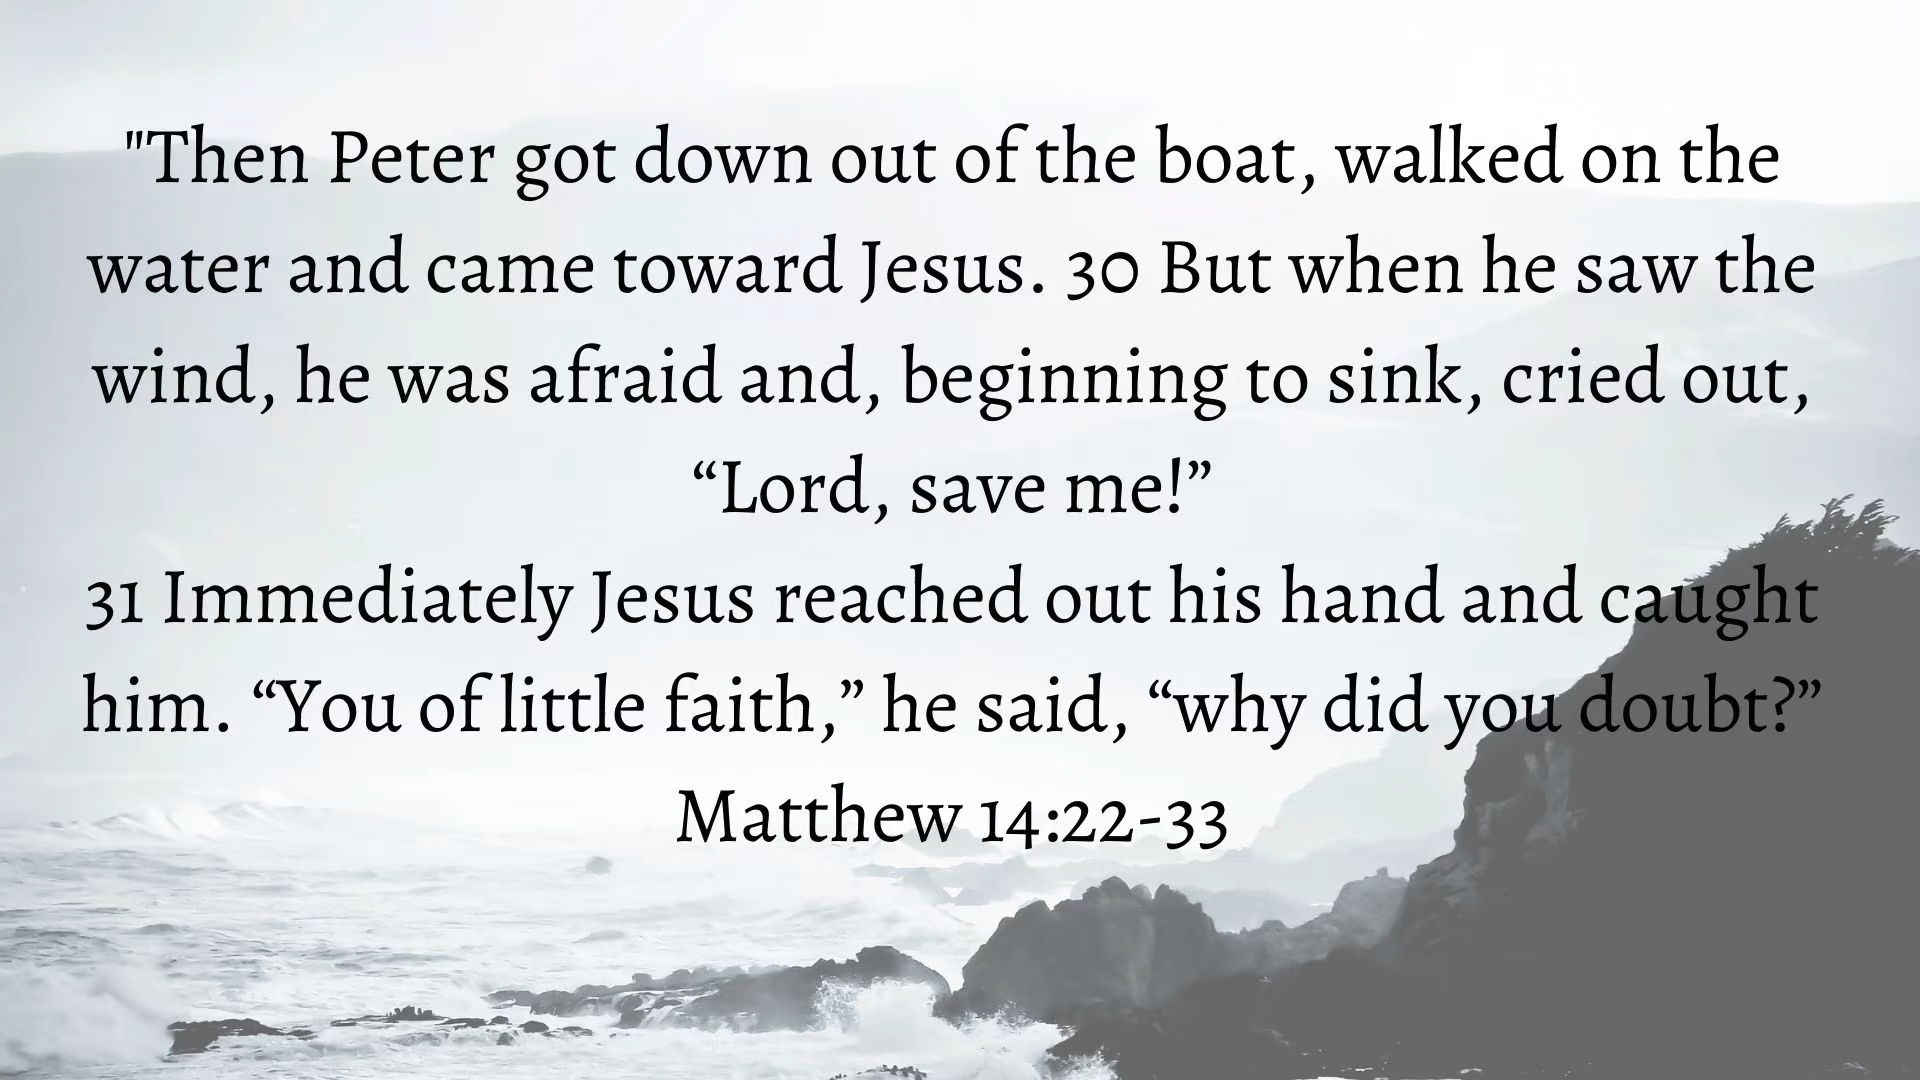 "Then Peter got down out of the boat, walked on the
water and came toward Jesus. 30 But when he saw the
wind, he was afraid and, beginning to sink, cried out,
“Lord, save me!”
31 Immediately Jesus reached out his hand and caught
him. “You of little faith,” he said, “why did you doubt?”
Matthew 14:22-33